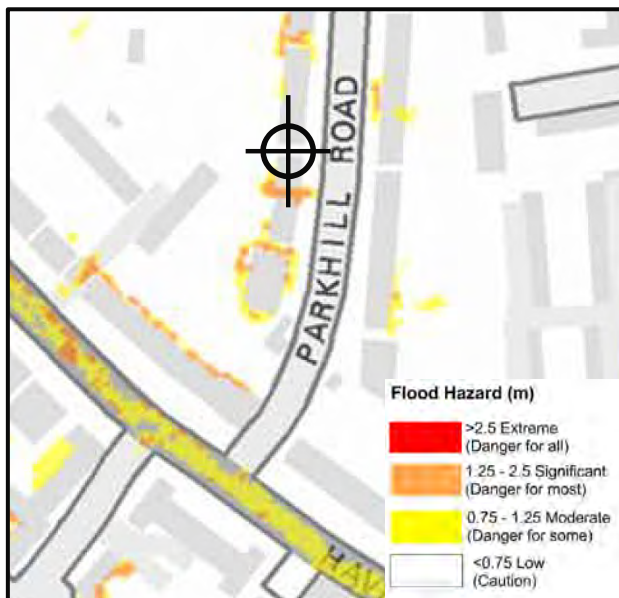 PARKHILL ROAD
Flood Hazard (m)
>2.5 Extreme
(Danger for all)
1.25 - 2.5 Significant
(Danger for most)
0.75 - 1.25 Moderate
(Danger for some)
<0.75 Low
(Caution)
HAV